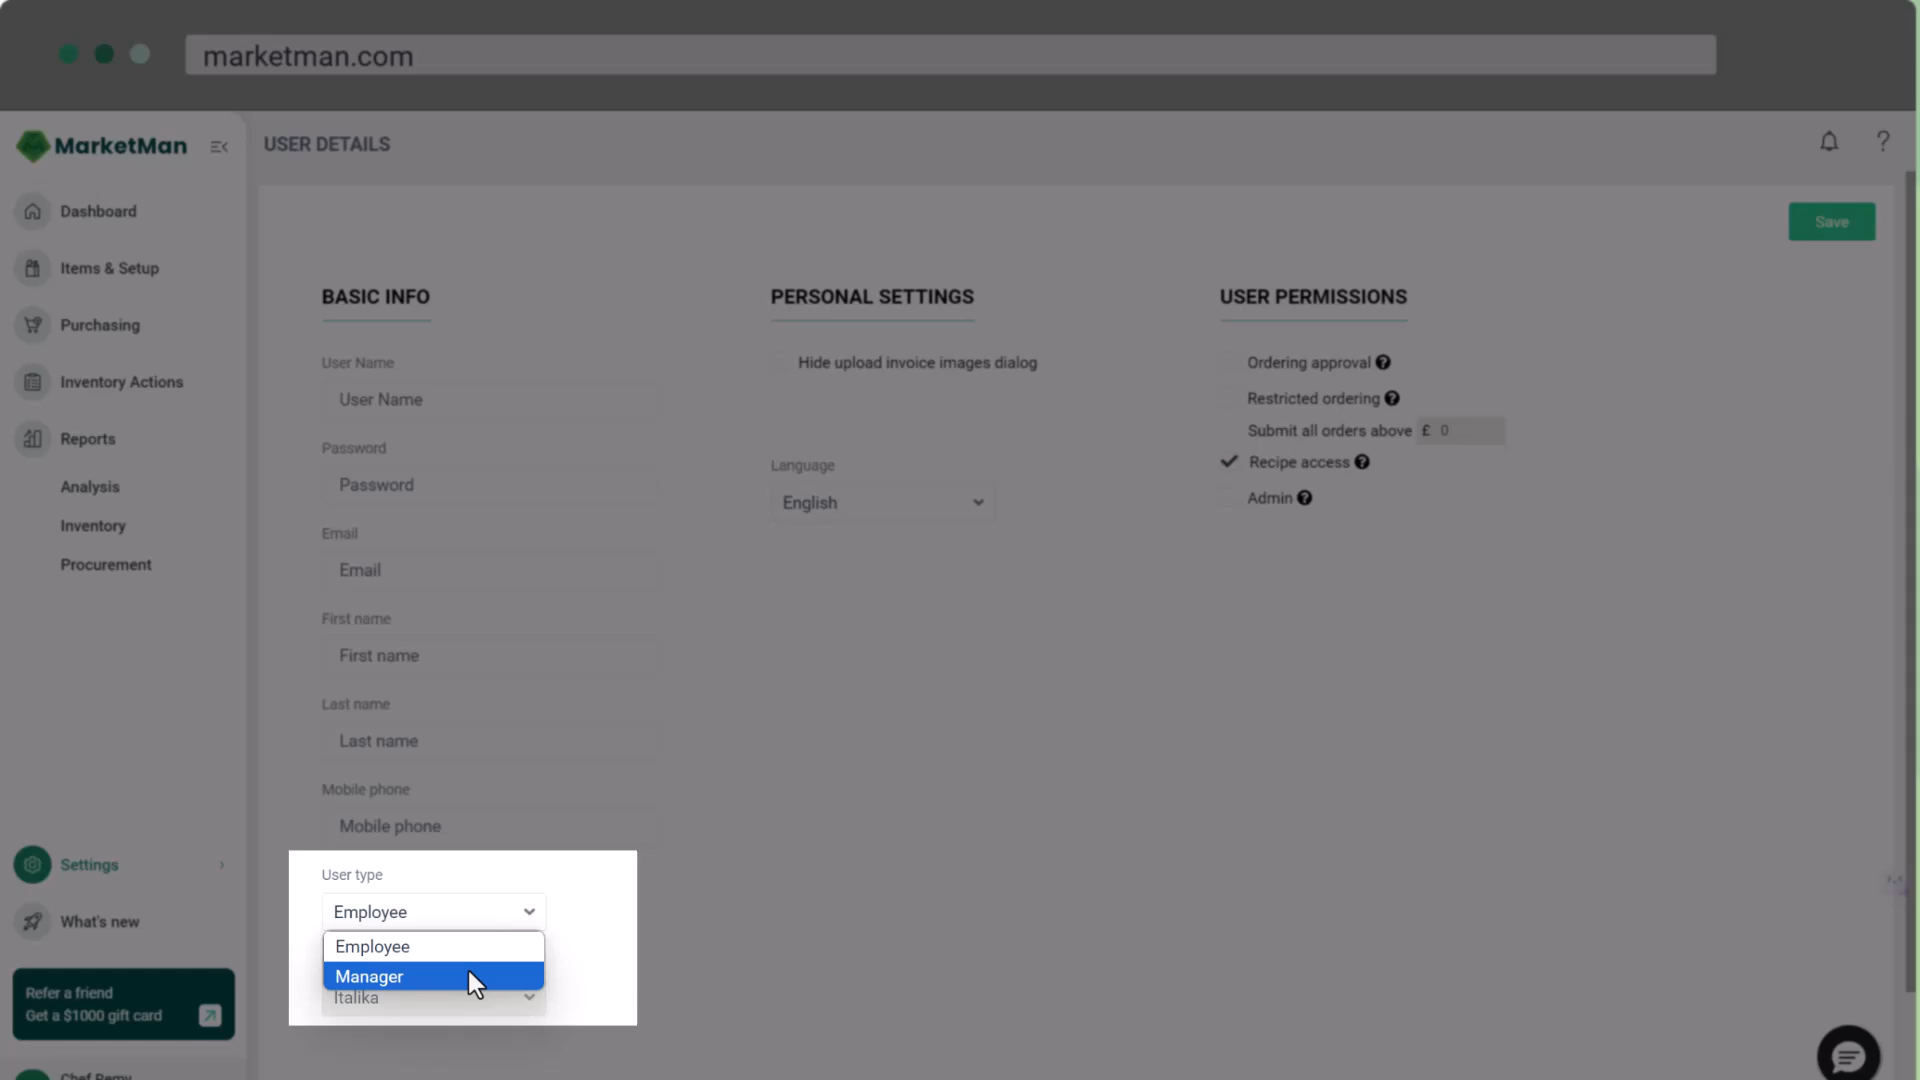 marketman.com
MarketMan
USER DETAILS
?
Dashboard
Items & Setup
Purchasing
Inventory Actions
Reports
Analysis
Inventory
Procurement
Settings
What's new
Refer a friend
Get a $1000 gift card
Chef Remy
Save
BASIC INFO
User Name
User Name
Password
Password
Email
Email
First name
First name
Last name
Last name
Mobile phone
Mobile phone
User type
Employee
Employee
Manager
Italika
PERSONAL SETTINGS
Hide upload invoice images dialog
Language
English
USER PERMISSIONS
Ordering approval ?
Restricted ordering ?
Submit all orders above £ 0
Recipe access ?
Admin ?